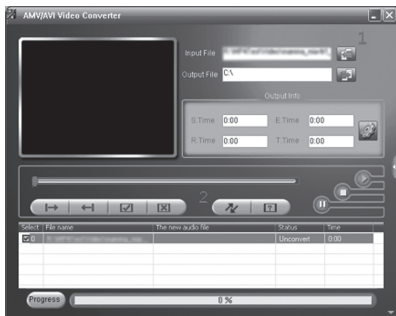 AMV/AVI Video Converter
1
Input File
Output File C:\
Output Info
S.Time 0:00 E.Time 0:00
R.Time 0:00 T.Time 0:00
2
Select File name The new audio file Status Time
0 Unconvert 0:00
Progress 0 %